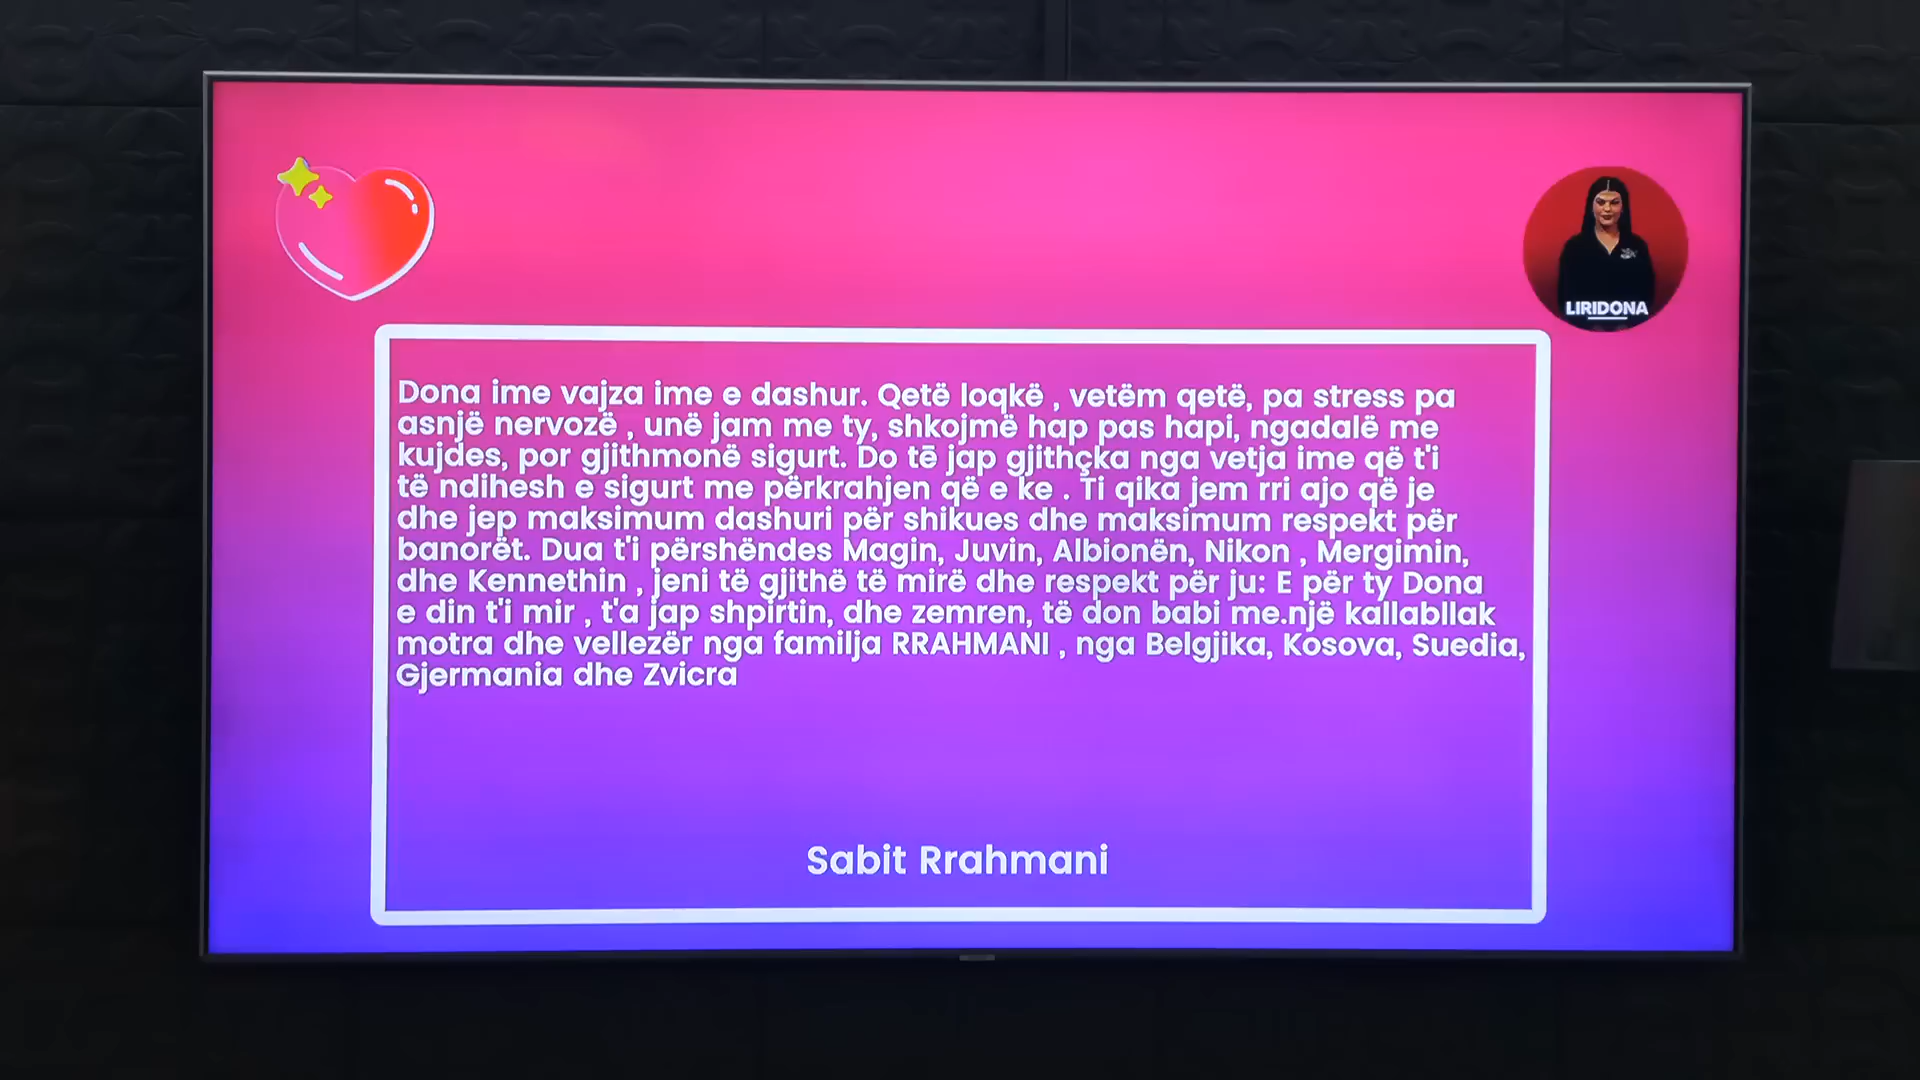 LIRIDONA
Dona ime vajza ime e dashur. Qetë loqkë , vetëm qetë, pa stress pa
asnjë nervozë , unë jam me ty, shkojmë hap pas hapi, ngadalë me
kujdes, por gjithmonë sigurt. Do tē jap gjithçka nga vetja ime që t'i
të ndihesh e sigurt me përkrahjen që e ke . Ti qika jem rri ajo që je
dhe jep maksimum dashuri për shikues dhe maksimum respekt për
banorët. Dua t'i përshëndes Magin, Juvin, Albionën, Nikon , Mergimin,
dhe Kennethin , jeni të gjithë të mirë dhe respekt për ju: E për ty Dona
e din t'i mir , t'a jap shpirtin, dhe zemren, të don babi me.një kallabllak
motra dhe vellezër nga familja RRAHMANI , nga Belgjika, Kosova, Suedia,
Gjermania dhe Zvicra
Sabit Rrahmani